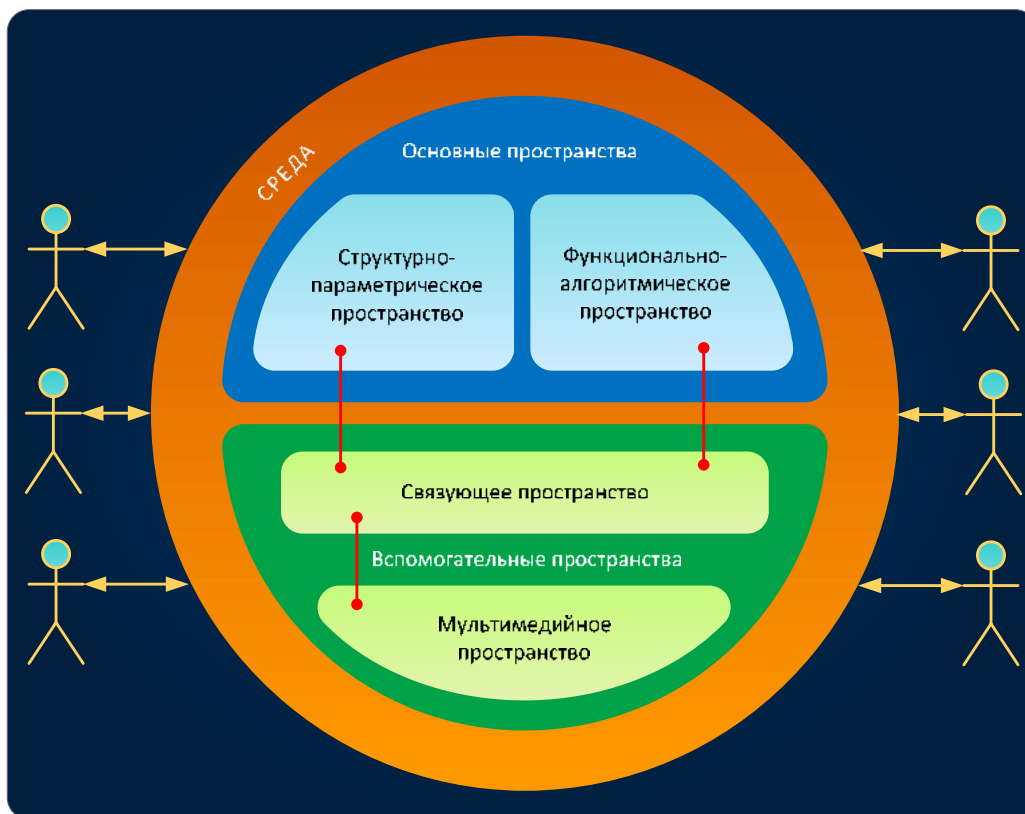 СРЕДА
Основные пространства
Структурно-
параметрическое
пространство
Функционально-
алгоритмическое
пространство
Связующее пространство
Вспомогательные пространства
Мультимедийное
пространство